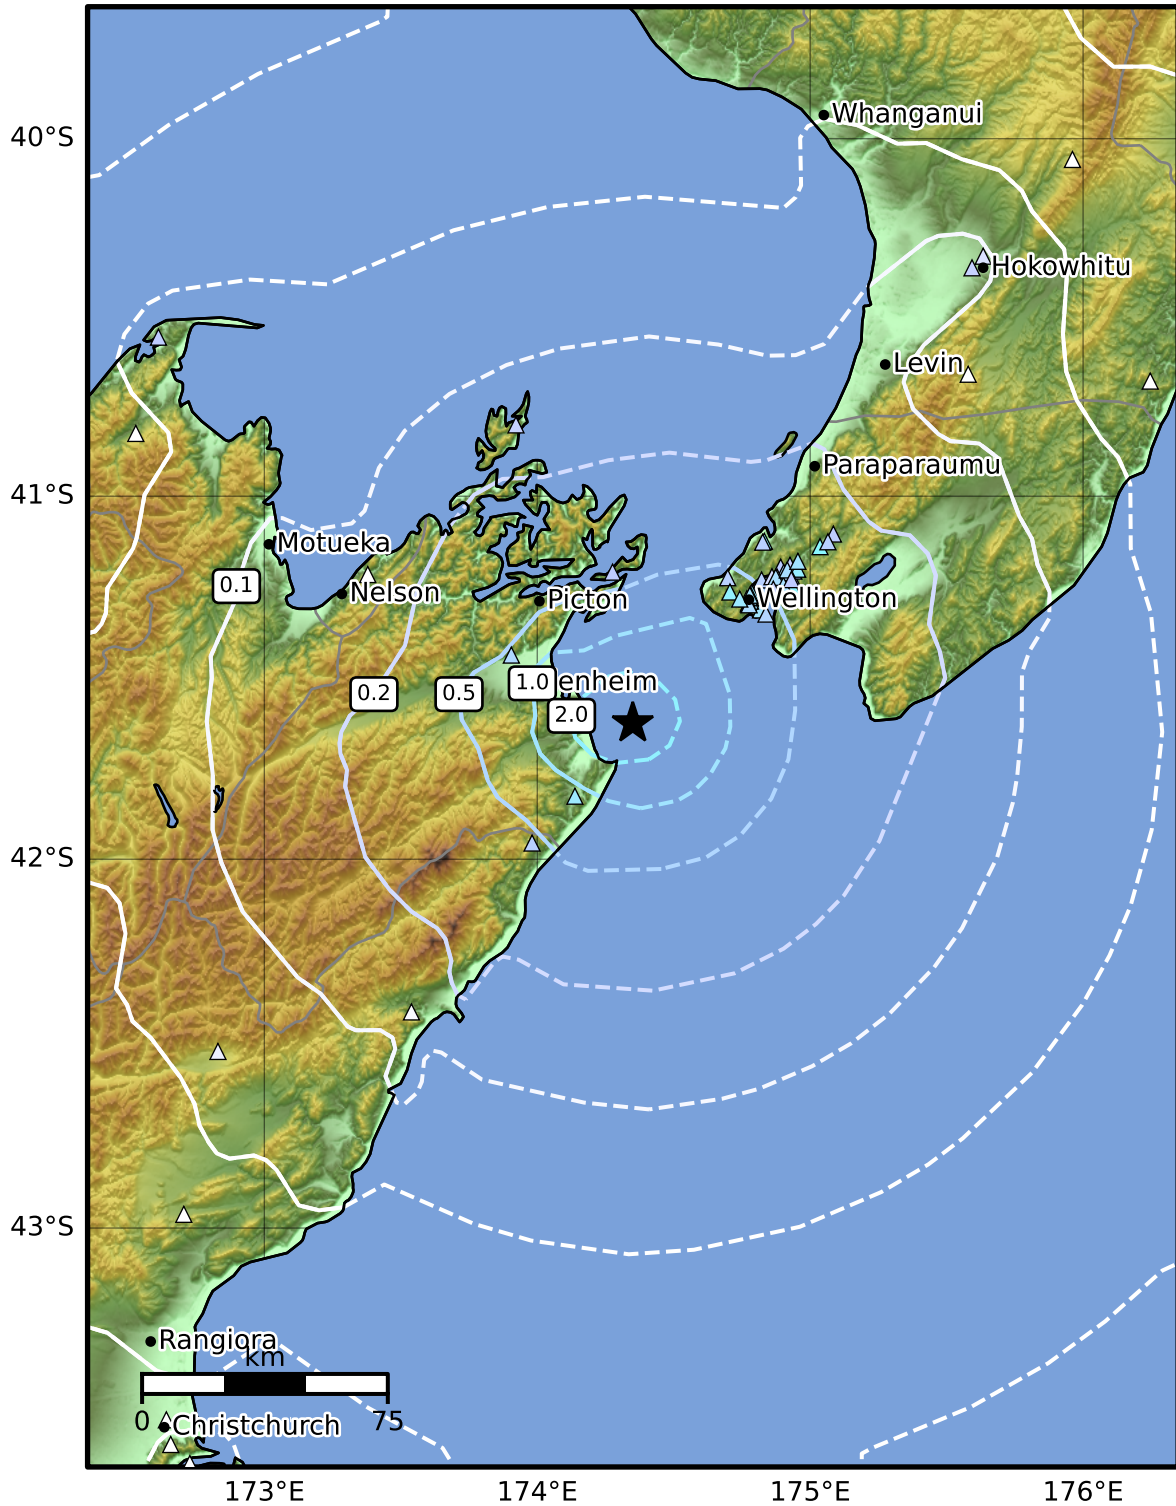 Whanganui
40°S
Hokowhitu
Levin
Paraparaumu
41°S
Motueka
0.1
Nelson
Picton
Wellington
enheim
1.0
0.2
0.5
2.0
42°S
43°S
Rangiora
km
0
75
Christchurch
173°E
174°E
175°E
176°E